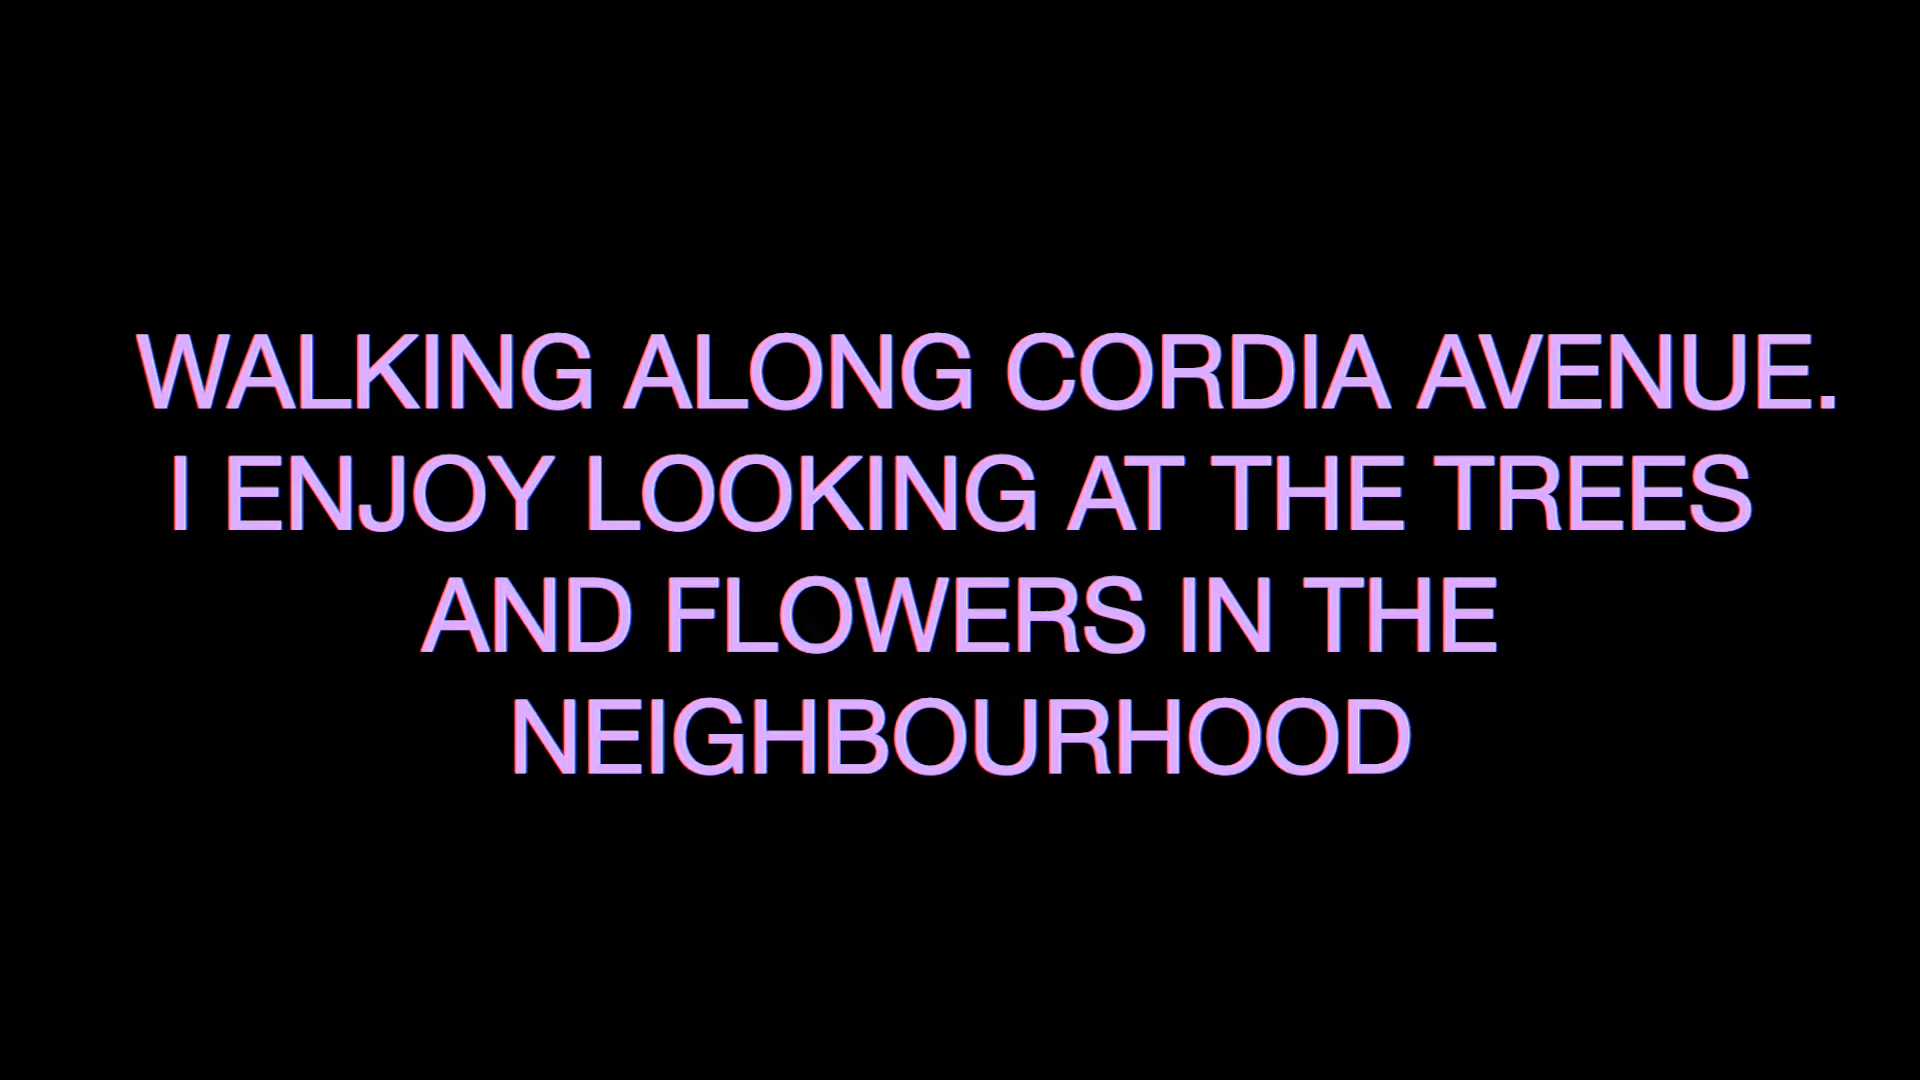 WALKING ALONG CORDIA AVENUE.
I ENJOY LOOKING AT THE TREES
AND FLOWERS IN THE
NEIGHBOURHOOD